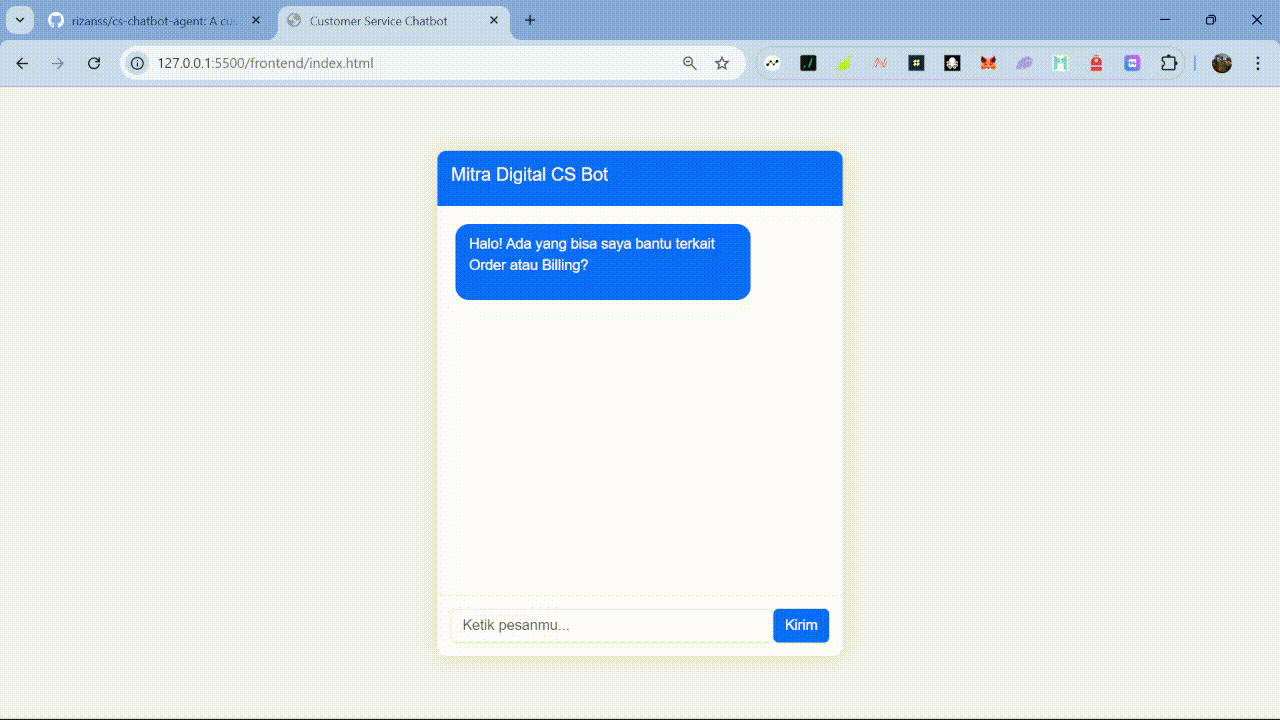 rizanss/cs-chatbot-agent: A cus
Customer Service Chatbot
127.0.0.1:5500/frontend/index.html
Mitra Digital CS Bot
Halo! Ada yang bisa saya bantu terkait
Order atau Billing?
Ketik pesanmu...
Kirim